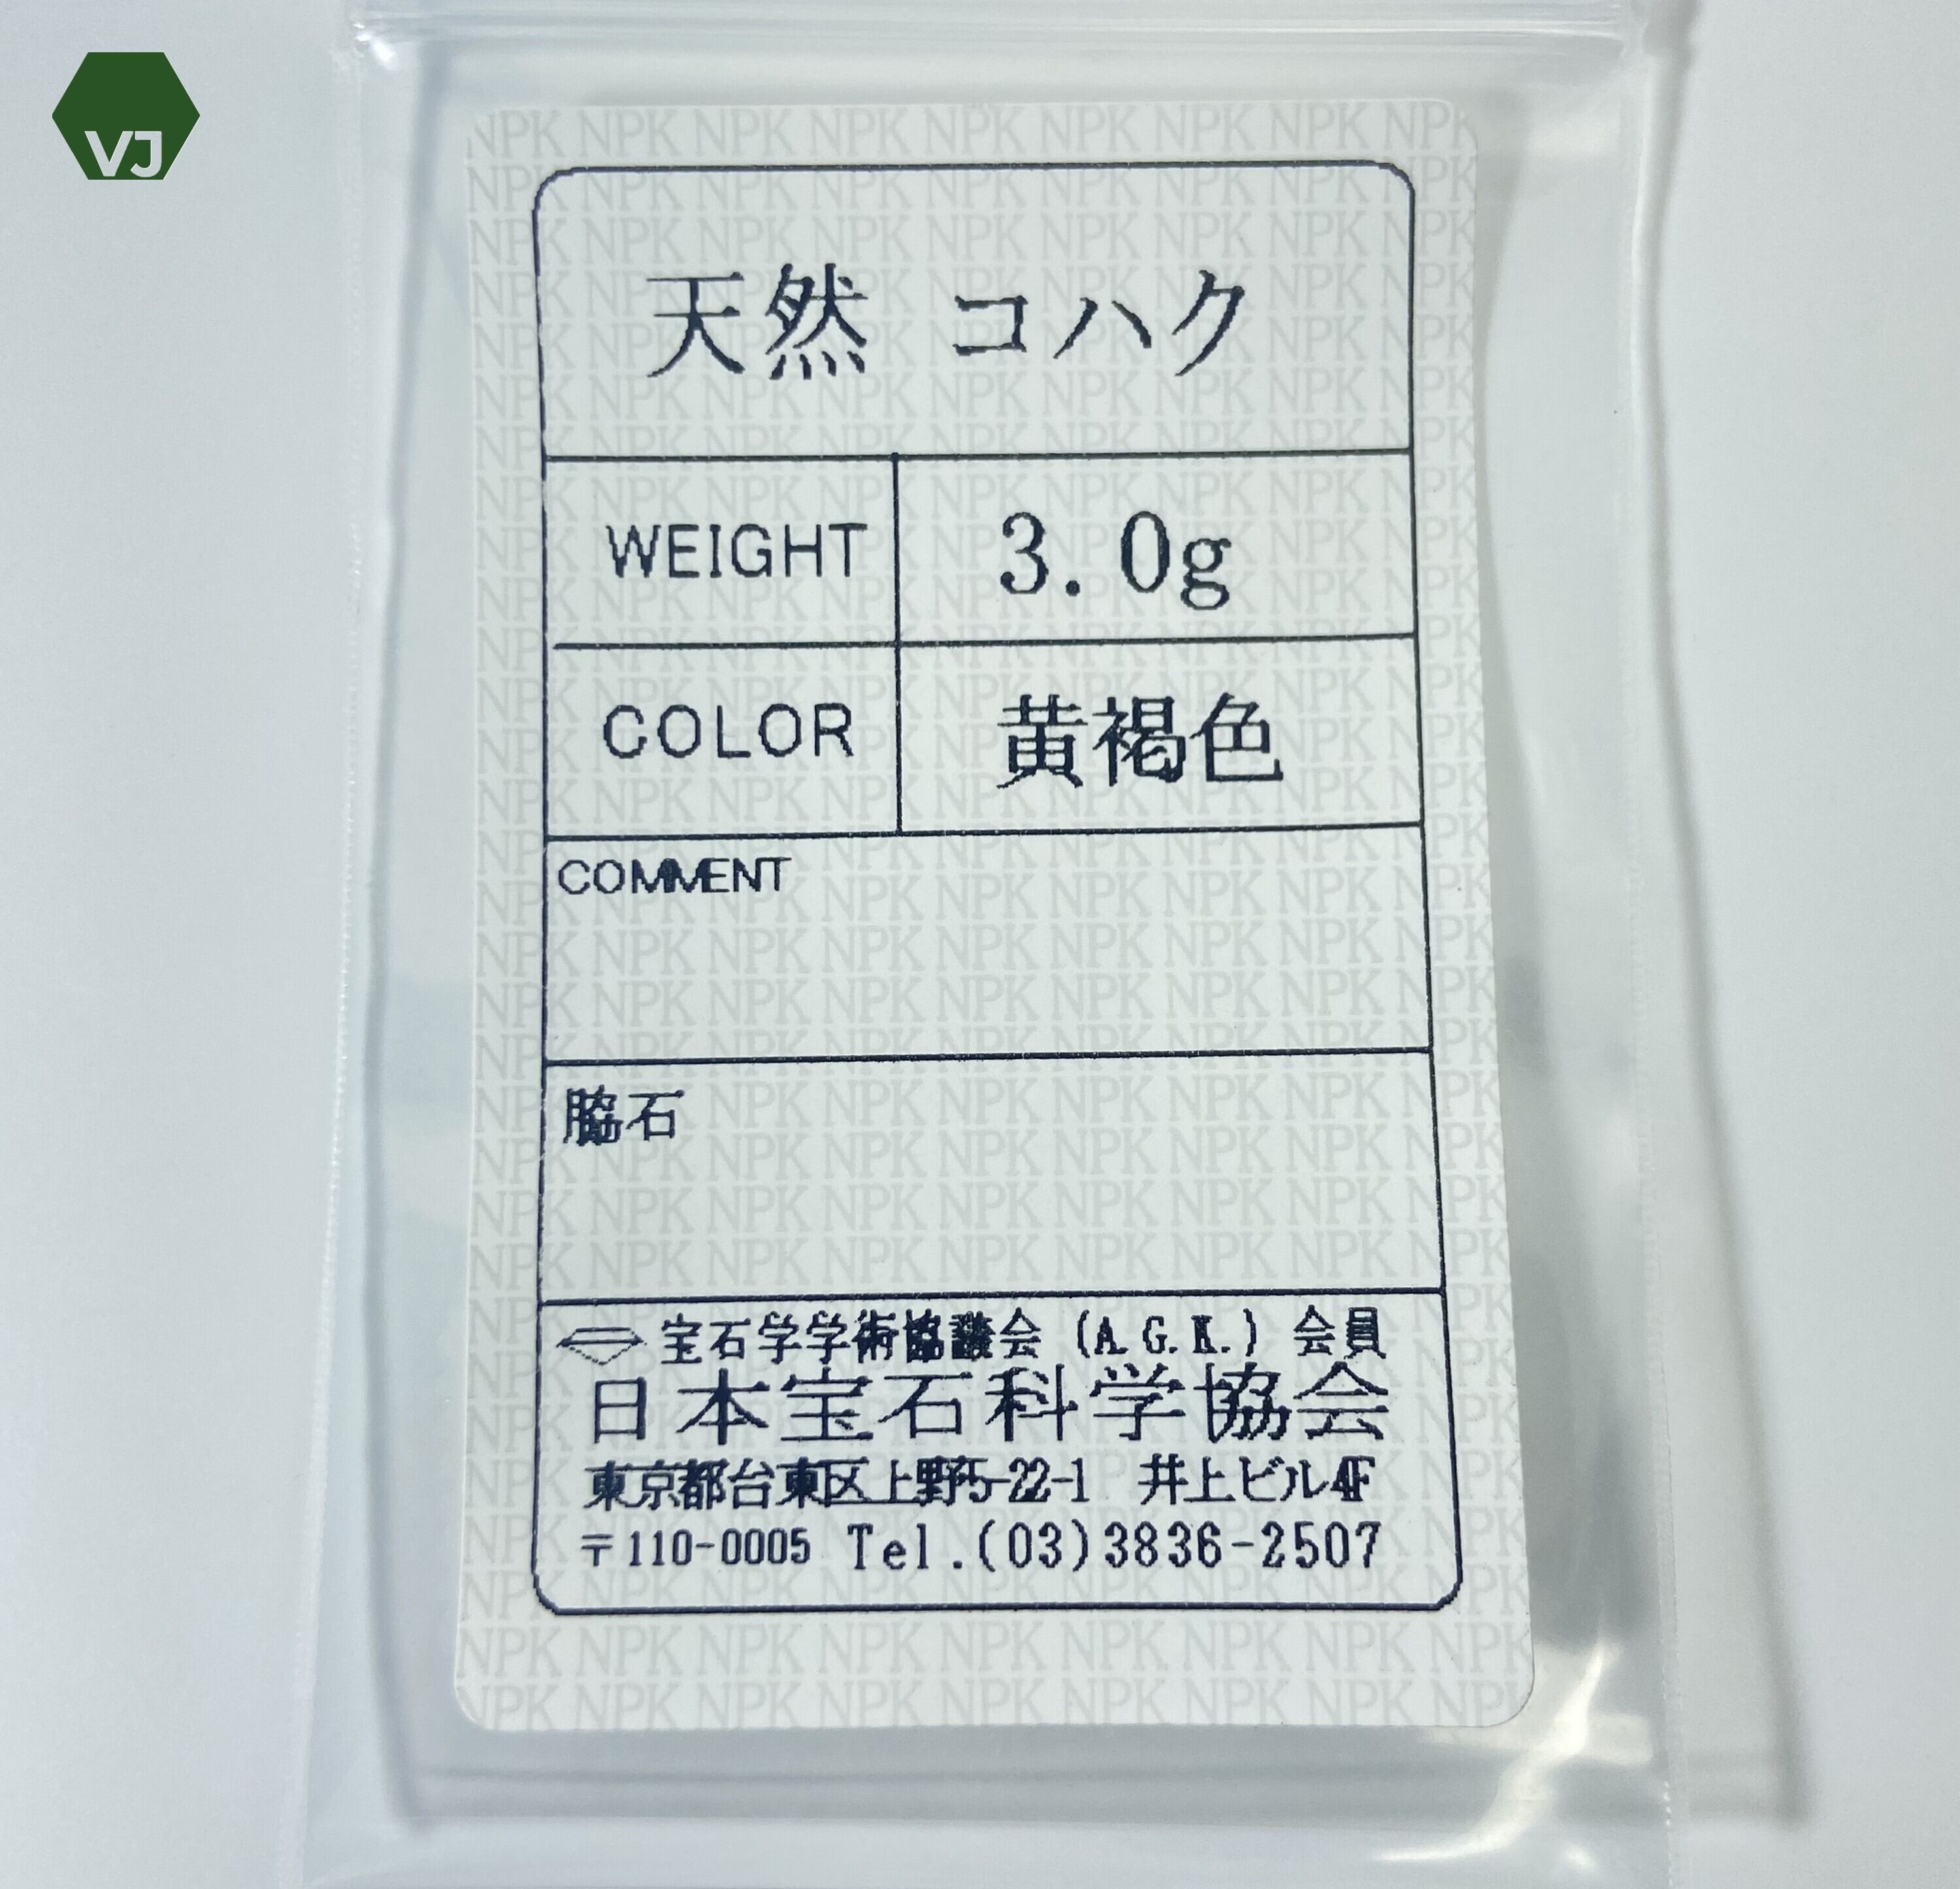 VJ
天然 コハク
WEIGHT 3.0g
COLOR 黄褐色
COMMENT
脇石
宝石学学術協議会 (A.G.K.) 会員
日本宝石科学協会
東京都台東区上野5-22-1 井上ビル4F
〒110-0005 Tel.(03)3836-2507